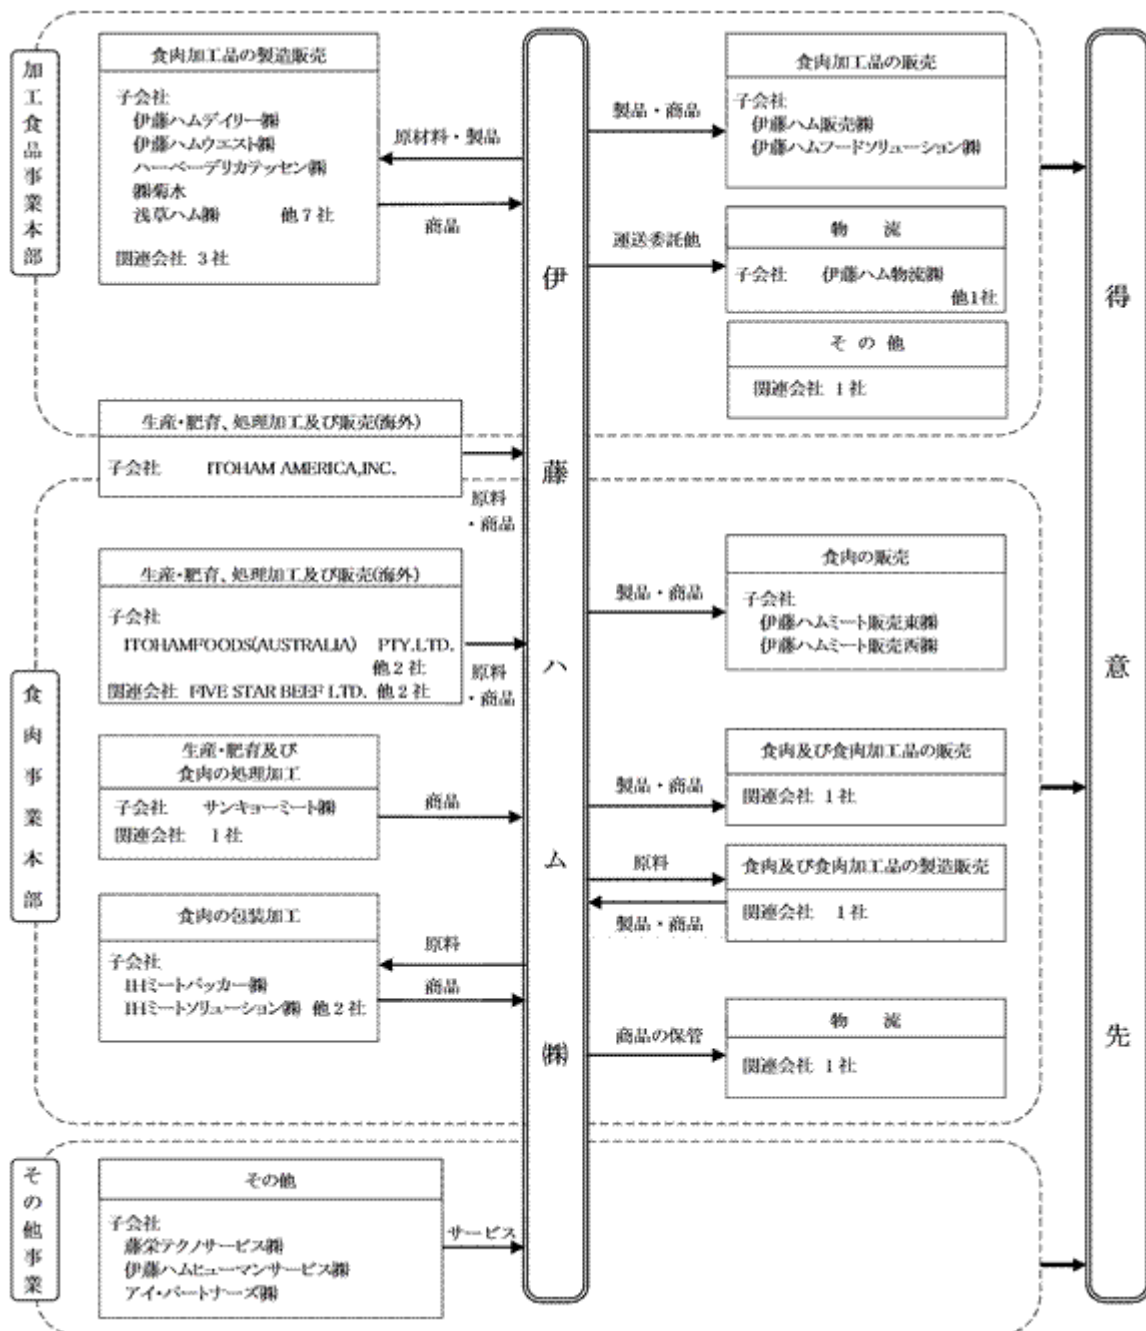 加工食品事業本部
食肉加工品の製造販売
子会社
伊藤ハムデイリー㈱
伊藤ハムウエスト㈱
ハーベーデリカテッセン㈱
㈱菊水
浅草ハム㈱ 他7社
関連会社 3社
原材料・製品
商品
製品・商品
食肉加工品の販売
子会社
伊藤ハム販売㈱
伊藤ハムフードソリューション㈱
運送委託他
物 流
子会社 伊藤ハム物流㈱
他1社
その他
関連会社 1社
生産・肥育、処理加工及び販売(海外)
子会社 ITOHAM AMERICA,INC.
原料
・商品
食肉事業本部
生産・肥育、処理加工及び販売(海外)
子会社
ITOHAMFOODS(AUSTRALIA) PTY.LTD.
他2社
関連会社 FIVE STAR BEEF LTD. 他2社
原料
・商品
生産・肥育及び
食肉の処理加工
子会社 サンキョーミート㈱
関連会社 1社
商品
食肉の包装加工
子会社
IHミートパッカー㈱
IHミートソリューション㈱ 他2社
原料
商品
製品・商品
食肉の販売
子会社
伊藤ハムミート販売東㈱
伊藤ハムミート販売西㈱
製品・商品
食肉及び食肉加工品の販売
関連会社 1社
原料
製品・商品
食肉及び食肉加工品の製造販売
関連会社 1社
商品の保管
物 流
関連会社 1社
その他事業
その他
子会社
藤栄テクノサービス㈱
伊藤ハムヒューマンサービス㈱
アイ・パートナーズ㈱
サービス
伊藤ハム㈱
得意先